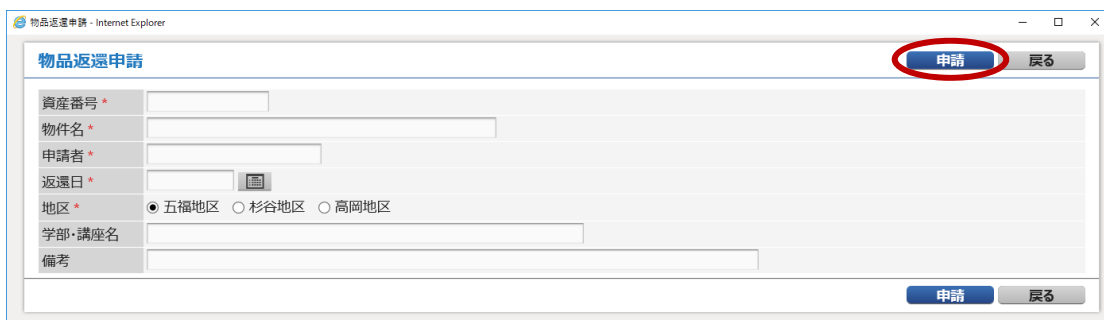 物品返還申請 - Internet Explorer
物品返還申請 申請 戻る
資産番号 *
物件名 *
申請者 *
返還日 *
地区 * 五福地区 杉谷地区 高岡地区
学部・講座名
備考
申請 戻る